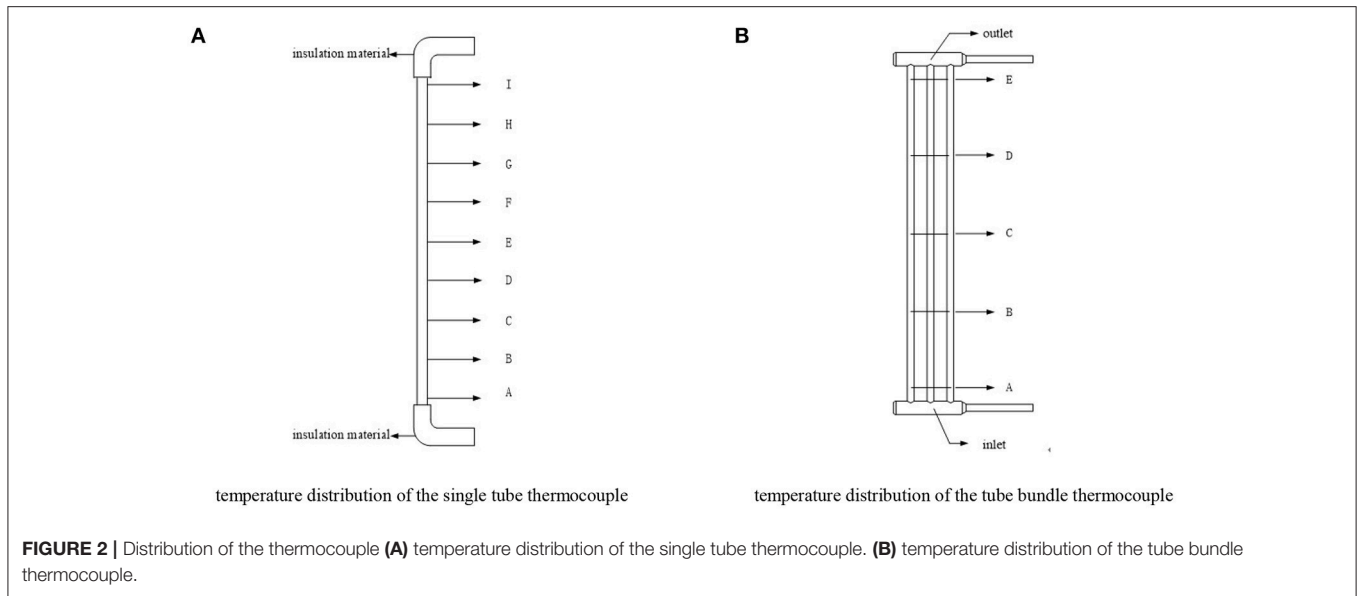 A
insulation material
I
H
G
F
E
D
C
B
A
insulation material
temperature distribution of the single tube thermocouple
B
outlet
E
D
C
B
A
inlet
temperature distribution of the tube bundle thermocouple
FIGURE 2 | Distribution of the thermocouple (A) temperature distribution of the single tube thermocouple. (B) temperature distribution of the tube bundle
thermocouple.